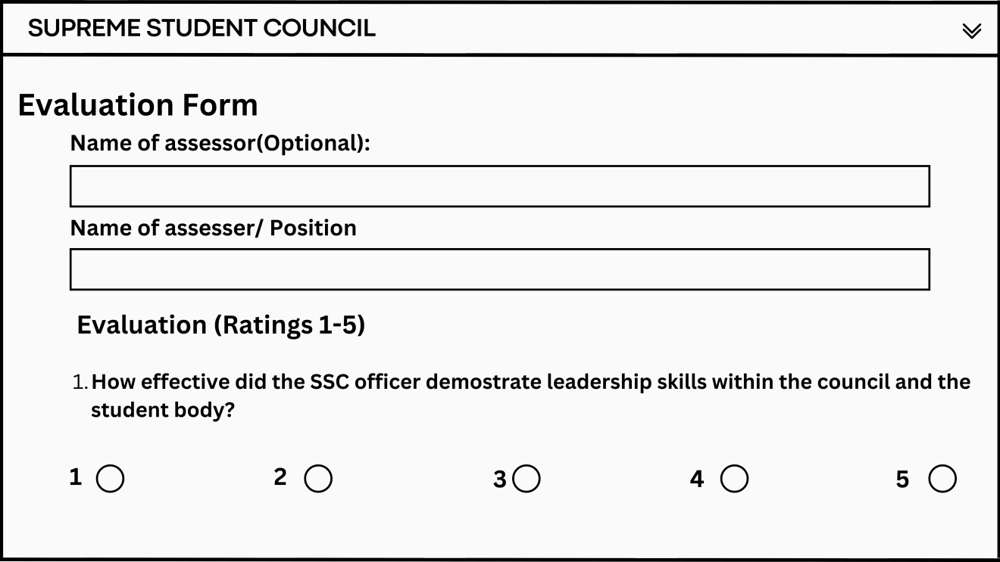 SUPREME STUDENT COUNCIL
Evaluation Form
Name of assessor(Optional):
Name of assesser/ Position
Evaluation (Ratings 1-5)
1. How effective did the SSC officer demostrate leadership skills within the council and the
student body?
1 2 3 4 5